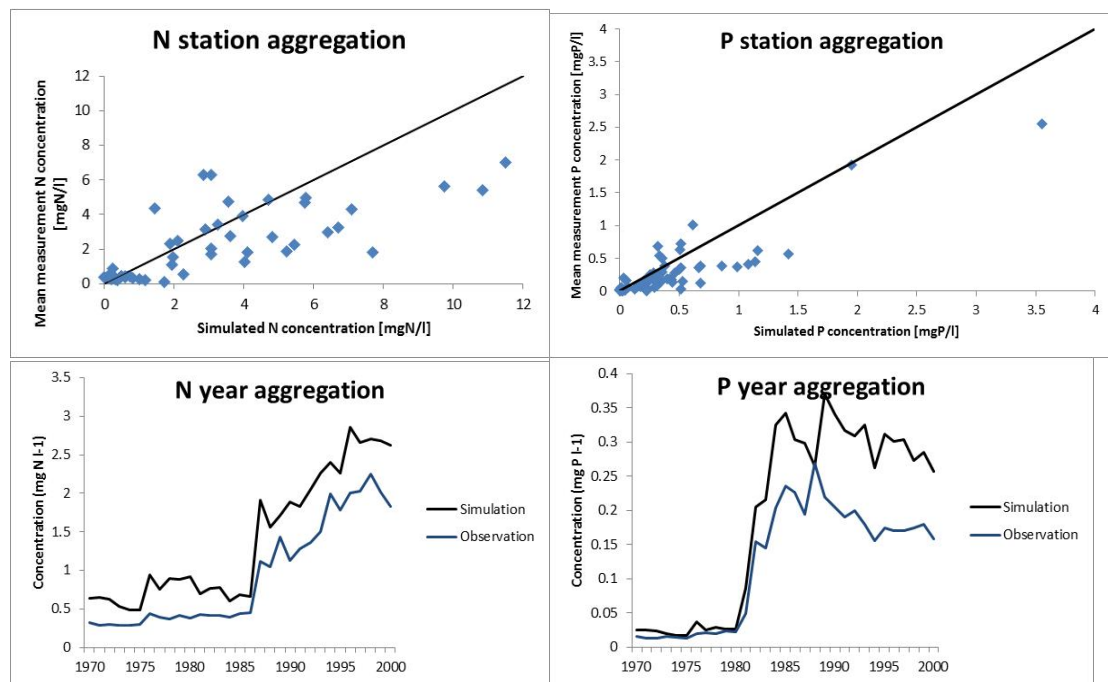 N station aggregation
Mean measurement N concentration
[mgN/l]
12
10
8
6
4
2
0
0 2 4 6 8 10 12
Simulated N concentration [mgN/l]
P station aggregation
Mean measurement P concentration [mgP/l]
4
3.5
3
2.5
2
1.5
1
0.5
0
0 0.5 1 1.5 2 2.5 3 3.5 4
Simulated P concentration [mgP/l]
N year aggregation
Concentration (mg N l-1)
3.5
3
2.5
2
1.5
1
0.5
0
1970 1975 1980 1985 1990 1995 2000
Simulation
Observation
P year aggregation
Concentration (mg P l-1)
0.4
0.35
0.3
0.25
0.2
0.15
0.1
0.05
0
1970 1975 1980 1985 1990 1995 2000
Simulation
Observation